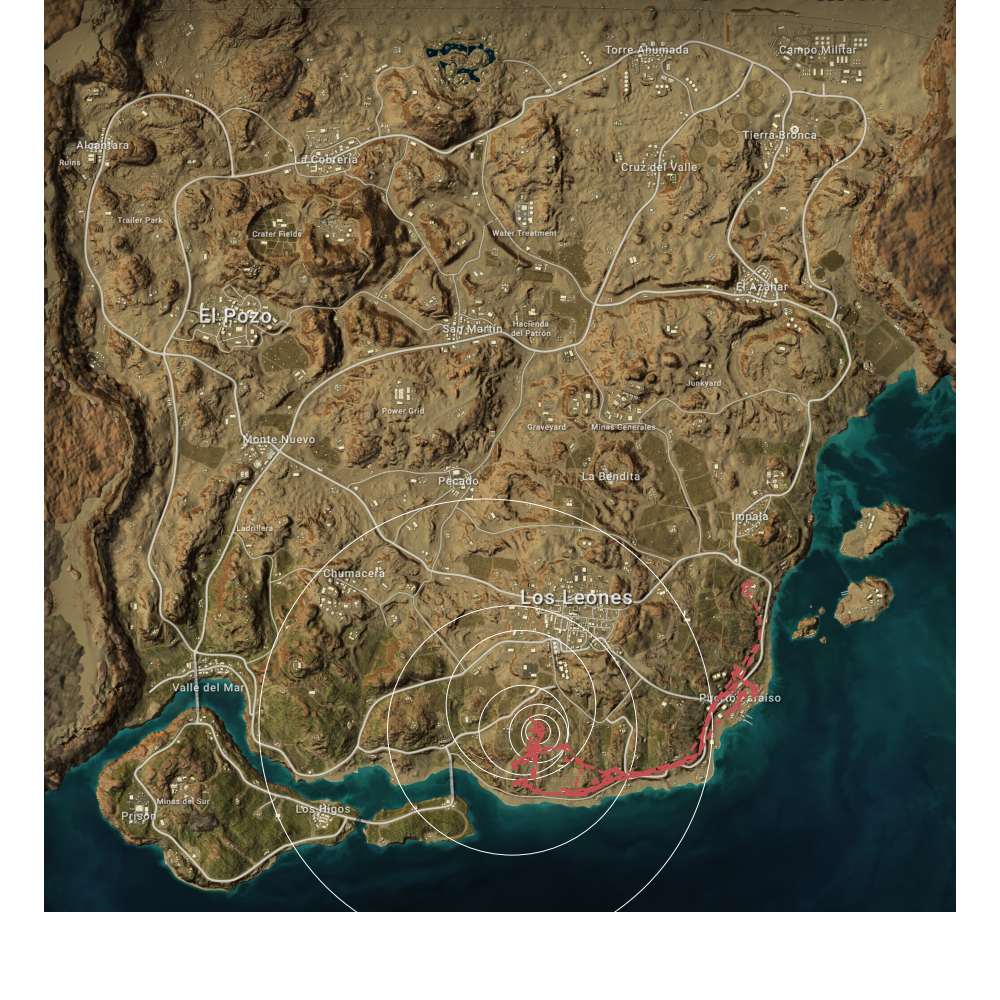 Torre Ahumada
Campo Militar
Alcantara
Ruins
La Cobreria
Tierra Bronca
Cruz del Valle
Trailer Park
Crater Fields
Water Treatment
El Pozo
San Martin
Hacienda
del Patrón
El Azahar
Junkyard
Power Grid
Graveyard
Minas Generales
Monte Nuevo
Pecado
La Bendita
Impala
Ladrillera
Chumacera
Los Leones
Valle del Mar
Puerto Paraiso
Minas del Sur
Prison
Los Higos